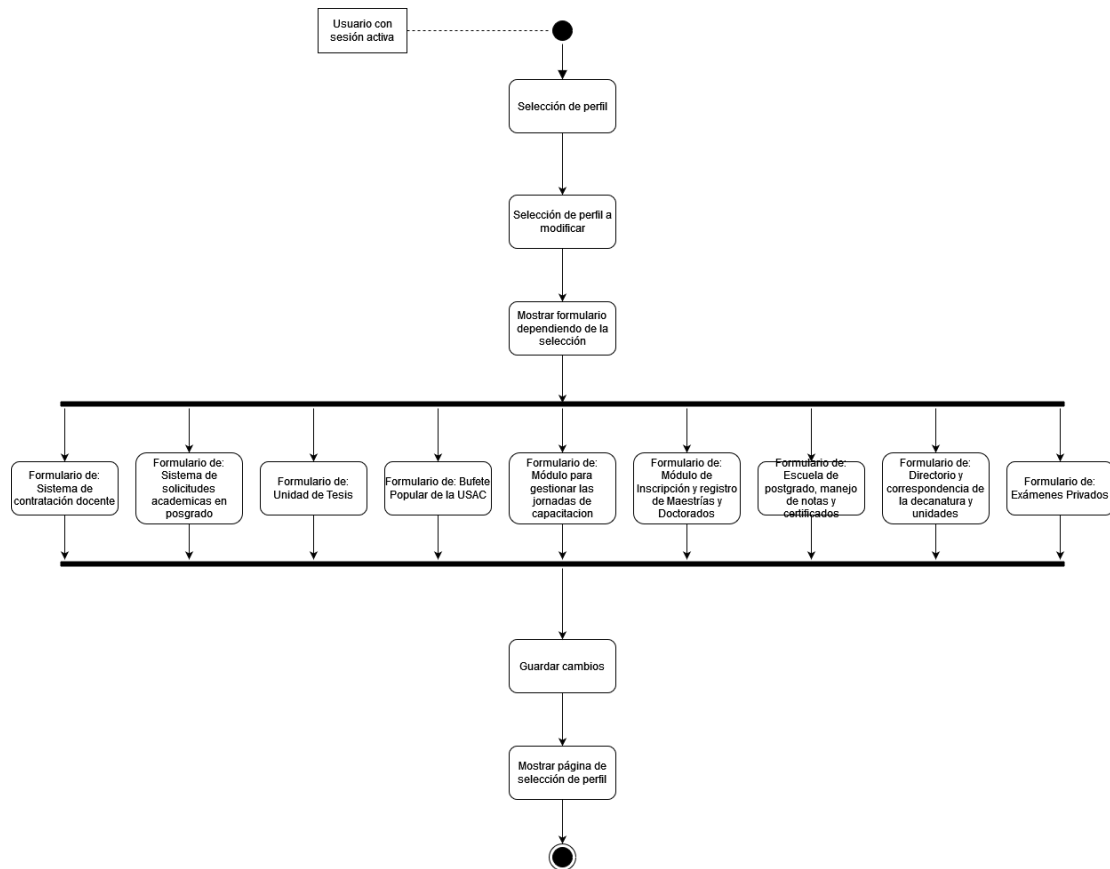 Usuario con
sesión activa
Selección de perfil
Selección de perfil a
modificar
Mostrar formulario
dependiendo de la
selección
Formulario de:
Sistema de
contratación docente
Formulario de:
Sistema de
solicitudes
academicas en
posgrado
Formulario de:
Unidad de Tesis
Formulario de: Bufete
Popular de la USAC
Formulario de:
Módulo para
gestionar las
jornadas de
capacitacion
Formulario de:
Módulo de
Inscripción y registro
de Maestrías y
Doctorados
Formulario de:
Escuela de
postgrado, manejo
de notas y
certificados
Formulario de:
Directorio y
correspondencia de
la decanatura y
unidades
Formulario de:
Exámenes Privados
Guardar cambios
Mostrar página de
selección de perfil